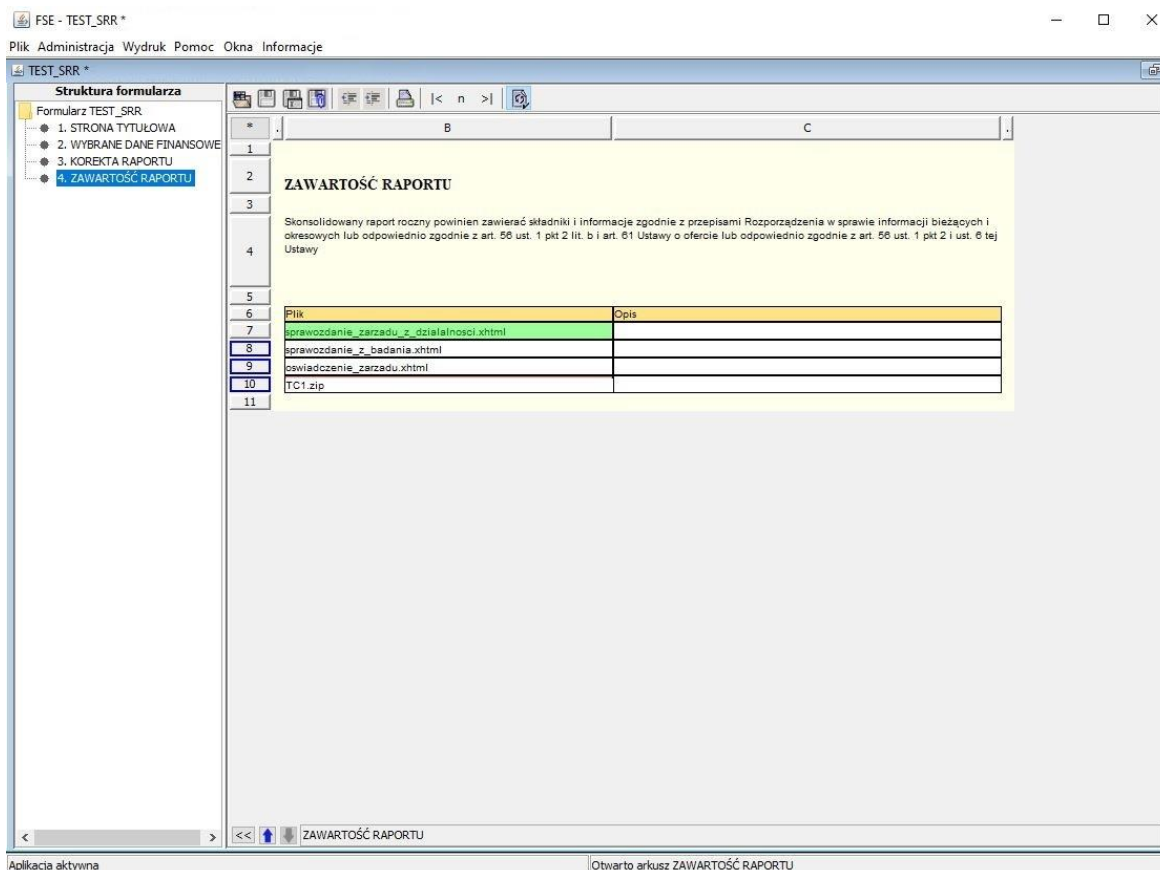 FSE - TEST_SRR *
Plik Administracja Wydruk Pomoc Okna Informacje
TEST_SRR *
Struktura formularza
Formularz TEST_SRR
1. STRONA TYTUŁOWA
2. WYBRANE DANE FINANSOWE
3. KOREKTA RAPORTU
4. ZAWARTOŚĆ RAPORTU
|< n >|
* . B C .
1
2 ZAWARTOŚĆ RAPORTU
3
Skonsolidowany raport roczny powinien zawierać składniki i informacje zgodnie z przepisami Rozporządzenia w sprawie informacji bieżących i
okresowych lub odpowiednio zgodnie z art. 56 ust. 1 pkt 2 lit. b i art. 61 Ustawy o ofercie lub odpowiednio zgodnie z art. 56 ust. 1 pkt 2 i ust. 6 tej
4 Ustawy
5
6 Plik Opis
7 sprawozdanie_zarzadu_z_dzialalnosci.xhtml
8 sprawozdanie_z_badania.xhtml
9 oswiadczenie_zarzadu.xhtml
10 TC1.zip
11
< >
<< ZAWARTOŚĆ RAPORTU
Aplikacja aktywna Otwarto arkusz ZAWARTOŚĆ RAPORTU